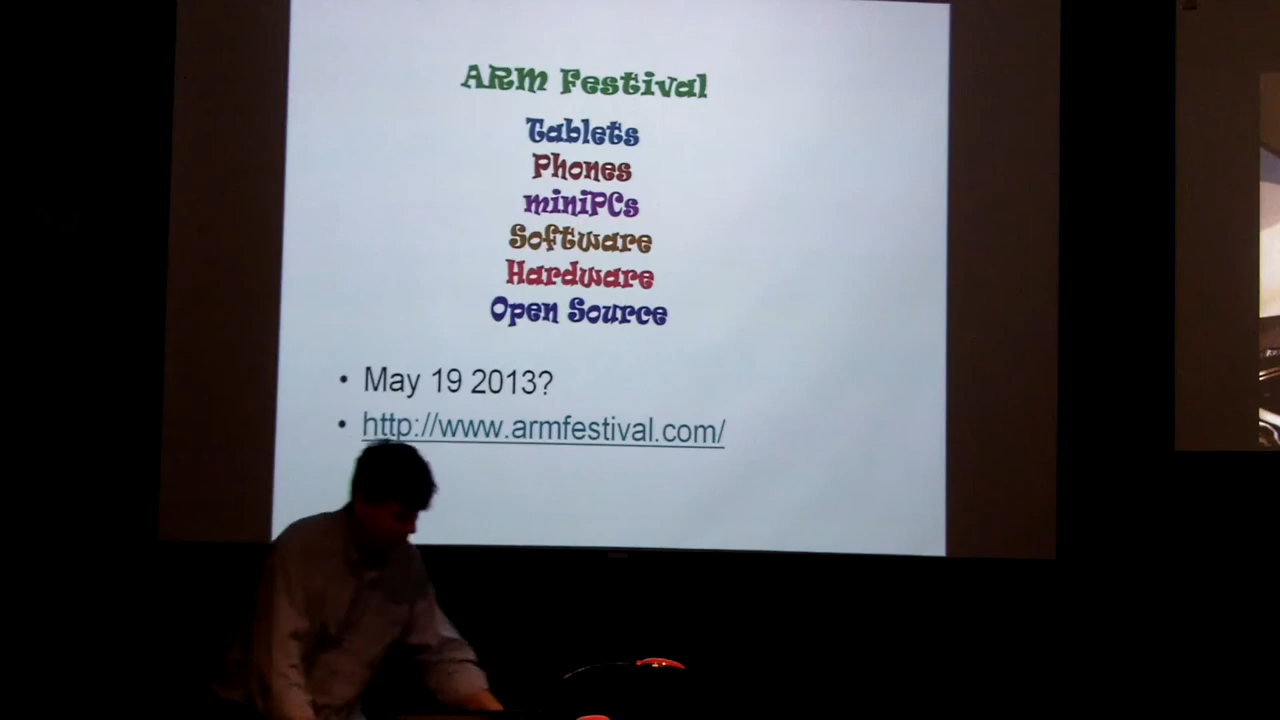 ARM Festival
Tablets
Phones
miniPCs
Software
Hardware
Open Source
• May 19 2013?
• http://www.armfestival.com/